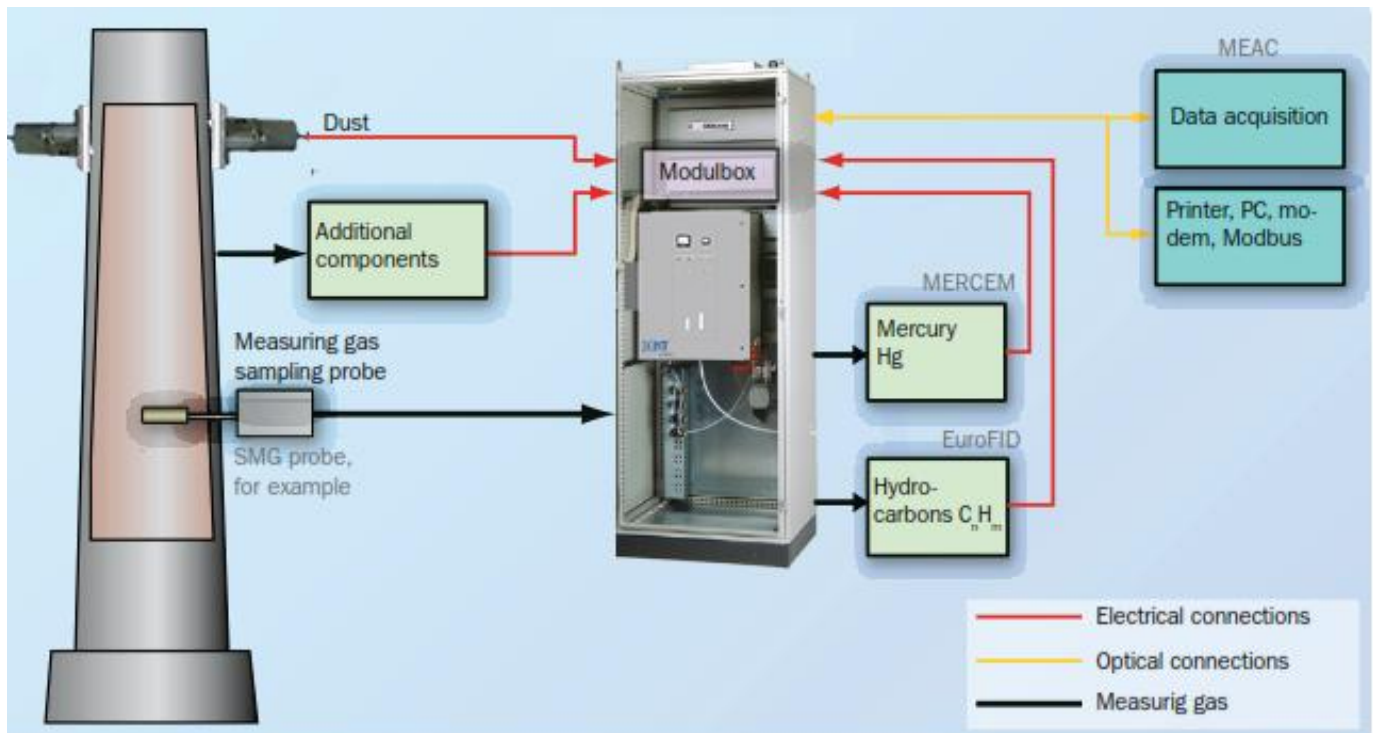 MEAC
Data acquisition
Printer, PC, mo-
dem, Modbus
Dust
Modulbox
Additional
components
MERCEM
Mercury
Hg
Measuring gas
sampling probe
SMG probe,
for example
EuroFID
Hydro-
carbons CnHm
Electrical connections
Optical connections
Measurig gas